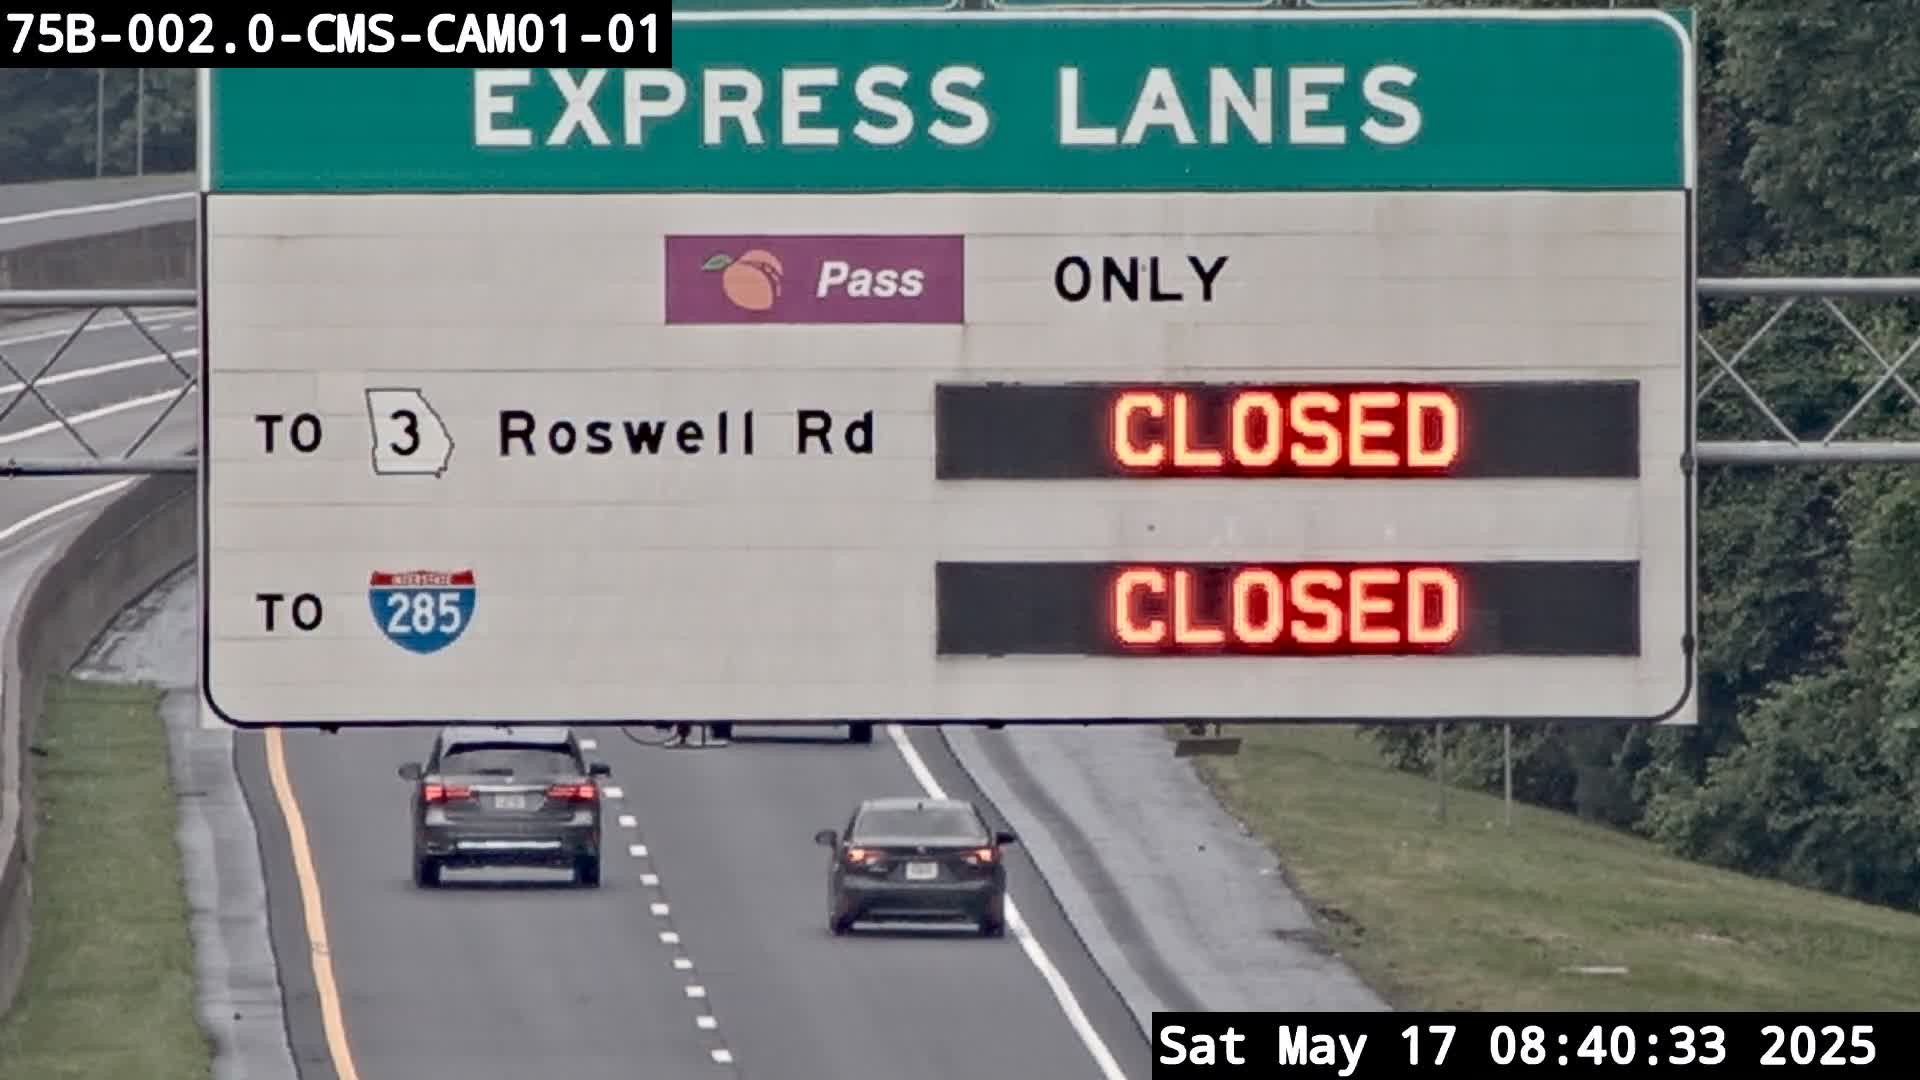 75B-002.0-CMS-CAM01-01
EXPRESS LANES
Pass ONLY
TO 3 Roswell Rd CLOSED
TO INTERSTATE 285 CLOSED
Sat May 17 08:40:33 2025